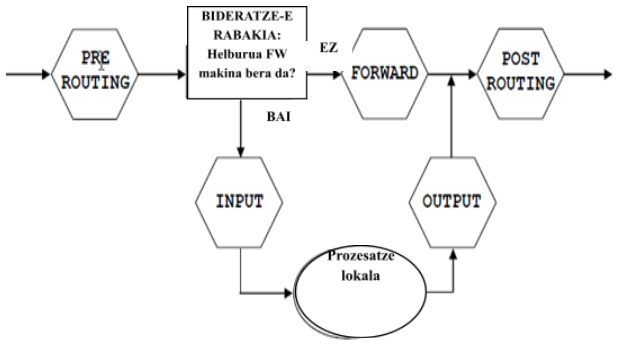 PRE
ROUTING
BIDERATZE-E
RABAKIA:
Helburua FW
makina bera da?
EZ
FORWARD
POST
ROUTING
BAI
INPUT
OUTPUT
Prozesatze
lokala